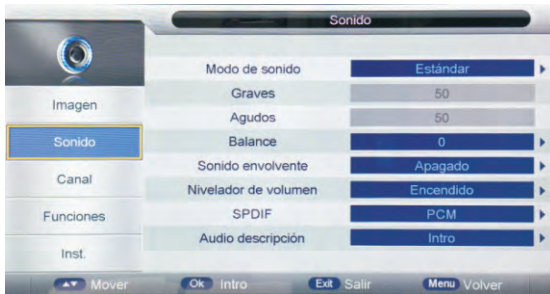 Sonido
Imagen
Sonido
Canal
Funciones
Inst.
Modo de sonido Estándar
Graves 50
Agudos 50
Balance 0
Sonido envolvente Apagado
Nivelador de volumen Encendido
SPDIF PCM
Audio descripción Intro
Mover Ok Intro Exit Salir Menu Volver